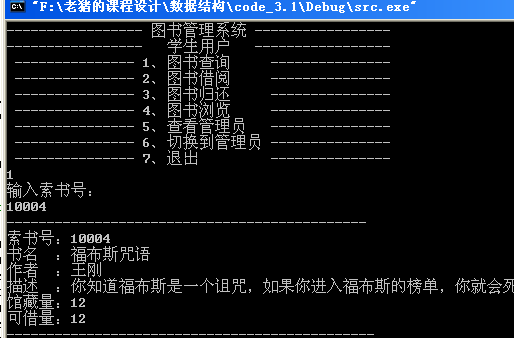 "F:\老猪的课程设计\数据结构\code_3.1\Debug\src.exe"
----------------- 图书管理系统 -----------------
----------------- 学生用户 -----------------
--------------- 1、图书查询 ---------------
--------------- 2、图书借阅 ---------------
--------------- 3、图书归还 ---------------
--------------- 4、图书浏览 ---------------
--------------- 5、查看管理员 ---------------
--------------- 6、切换到管理员 ---------------
--------------- 7、退出 ---------------
1
输入索书号：
10004
---------------------------------------------
索书号：10004
书名 ：福布斯咒语
作者 ：王刚
描述 ：你知道福布斯是一个诅咒，如果你进入福布斯的榜单，你就会死
馆藏量：12
可借量：12
----------------------------------------------